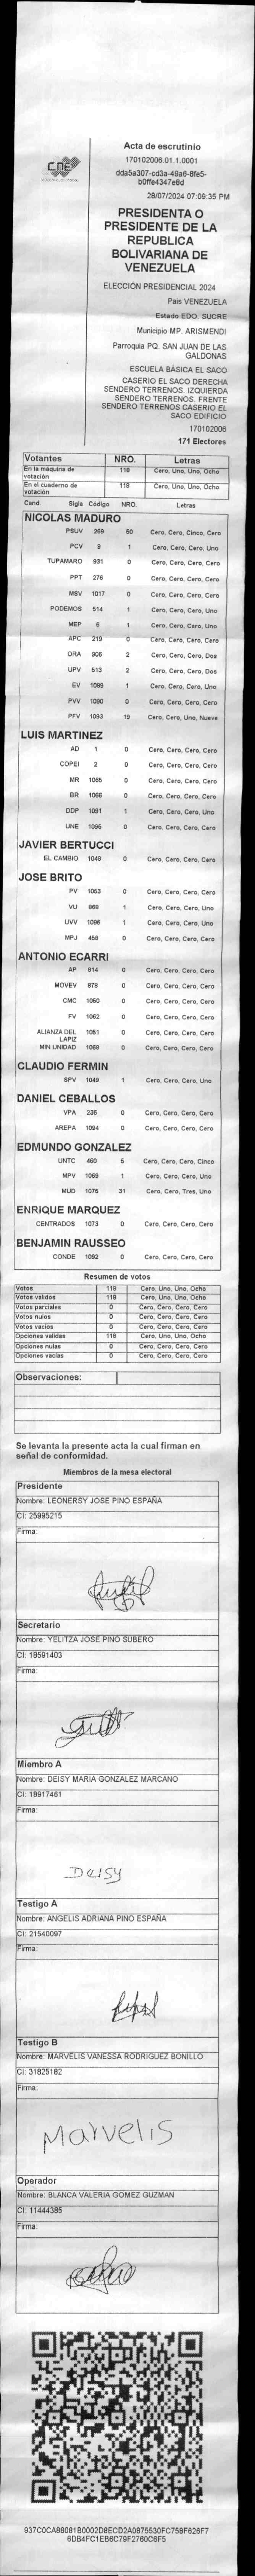 CNE
Acta de escrutinio
170102006.01.1.0001
dda5a307-cd3a-49a6-8fe5-
b0ffe4347e8d
28/07/2024 07:09:35 PM
PRESIDENTA O
PRESIDENTE DE LA
REPUBLICA
BOLIVARIANA DE
VENEZUELA
ELECCIÓN PRESIDENCIAL 2024
Pais VENEZUELA
Estado EDO. SUCRE
Municipio MP. ARISMENDI
Parroquia PQ. SAN JUAN DE LAS
GALDONAS
ESCUELA BÁSICA EL SACO
CASERIO EL SACO DERECHA
SENDERO TERRENOS. IZQUIERDA
SENDERO TERRENOS. FRENTE
SENDERO TERRENOS CASERIO EL
SACO EDIFICIO
170102006
171 Electores
Votantes NRO. Letras
En la máquina de votación 118 Cero, Uno, Uno, Ocho
En el cuaderno de votación 118 Cero, Uno, Uno, Ocho
Cand. Sigla Código NRO. Letras
NICOLAS MADURO
PSUV 269 50 Cero, Cero, Cinco, Cero
PCV 9 1 Cero, Cero, Cero, Uno
TUPAMARO 931 0 Cero, Cero, Cero, Cero
PPT 276 0 Cero, Cero, Cero, Cero
MSV 1017 0 Cero, Cero, Cero, Cero
PODEMOS 514 1 Cero, Cero, Cero, Uno
MEP 6 1 Cero, Cero, Cero, Uno
APC 219 0 Cero, Cero, Cero, Cero
ORA 906 2 Cero, Cero, Cero, Dos
UPV 513 2 Cero, Cero, Cero, Dos
EV 1089 1 Cero, Cero, Cero, Uno
PVV 1090 0 Cero, Cero, Cero, Cero
PFV 1093 19 Cero, Cero, Uno, Nueve
LUIS MARTINEZ
AD 1 0 Cero, Cero, Cero, Cero
COPEI 2 0 Cero, Cero, Cero, Cero
MR 1065 0 Cero, Cero, Cero, Cero
BR 1066 0 Cero, Cero, Cero, Cero
DDP 1091 1 Cero, Cero, Cero, Uno
UNE 1095 0 Cero, Cero, Cero, Cero
JAVIER BERTUCCI
EL CAMBIO 1048 0 Cero, Cero, Cero, Cero
JOSE BRITO
PV 1053 0 Cero, Cero, Cero, Cero
VU 968 1 Cero, Cero, Cero, Uno
UVV 1096 1 Cero, Cero, Cero, Uno
MPJ 458 0 Cero, Cero, Cero, Cero
ANTONIO ECARRI
AP 914 0 Cero, Cero, Cero, Cero
MOVEV 978 0 Cero, Cero, Cero, Cero
CMC 1050 0 Cero, Cero, Cero, Cero
FV 1062 0 Cero, Cero, Cero, Cero
ALIANZA DEL LAPIZ 1051 0 Cero, Cero, Cero, Cero
MIN UNIDAD 1069 0 Cero, Cero, Cero, Cero
CLAUDIO FERMIN
SPV 1049 1 Cero, Cero, Cero, Uno
DANIEL CEBALLOS
VPA 236 0 Cero, Cero, Cero, Cero
AREPA 1094 0 Cero, Cero, Cero, Cero
EDMUNDO GONZALEZ
UNTC 460 5 Cero, Cero, Cero, Cinco
MPV 1069 1 Cero, Cero, Cero, Uno
MUD 1075 31 Cero, Cero, Tres, Uno
ENRIQUE MARQUEZ
CENTRADOS 1073 0 Cero, Cero, Cero, Cero
BENJAMIN RAUSSEO
CONDE 1092 0 Cero, Cero, Cero, Cero
Resumen de votos
Votos 118 Cero, Uno, Uno, Ocho
Votos válidos 118 Cero, Uno, Uno, Ocho
Votos parciales 0 Cero, Cero, Cero, Cero
Votos nulos 0 Cero, Cero, Cero, Cero
Votos vacios 0 Cero, Cero, Cero, Cero
Opciones validas 118 Cero, Uno, Uno, Ocho
Opciones nulas 0 Cero, Cero, Cero, Cero
Opciones vacias 0 Cero, Cero, Cero, Cero
Observaciones:
Se levanta la presente acta la cual firman en
señal de conformidad.
Miembros de la mesa electoral
Presidente
Nombre: LEONERSY JOSE PINO ESPAÑA
CI: 25995215
Firma:
Secretario
Nombre: YELITZA JOSE PINO SUBERO
CI: 18591403
Firma:
Miembro A
Nombre: DEISY MARIA GONZALEZ MARCANO
CI: 18917461
Firma:
Deisy
Testigo A
Nombre: ANGELIS ADRIANA PINO ESPAÑA
CI: 21540097
Firma:
Testigo B
Nombre: MARVELIS VANESSA RODRIGUEZ BONILLO
CI: 31825182
Firma:
Marvelis
Operador
Nombre: BLANCA VALERIA GOMEZ GUZMAN
CI: 11444385
Firma:
937C0CA88081B0002D8ECD2A0875530FC758F626F7
6DB4FC1EB6C79F2760C6F5